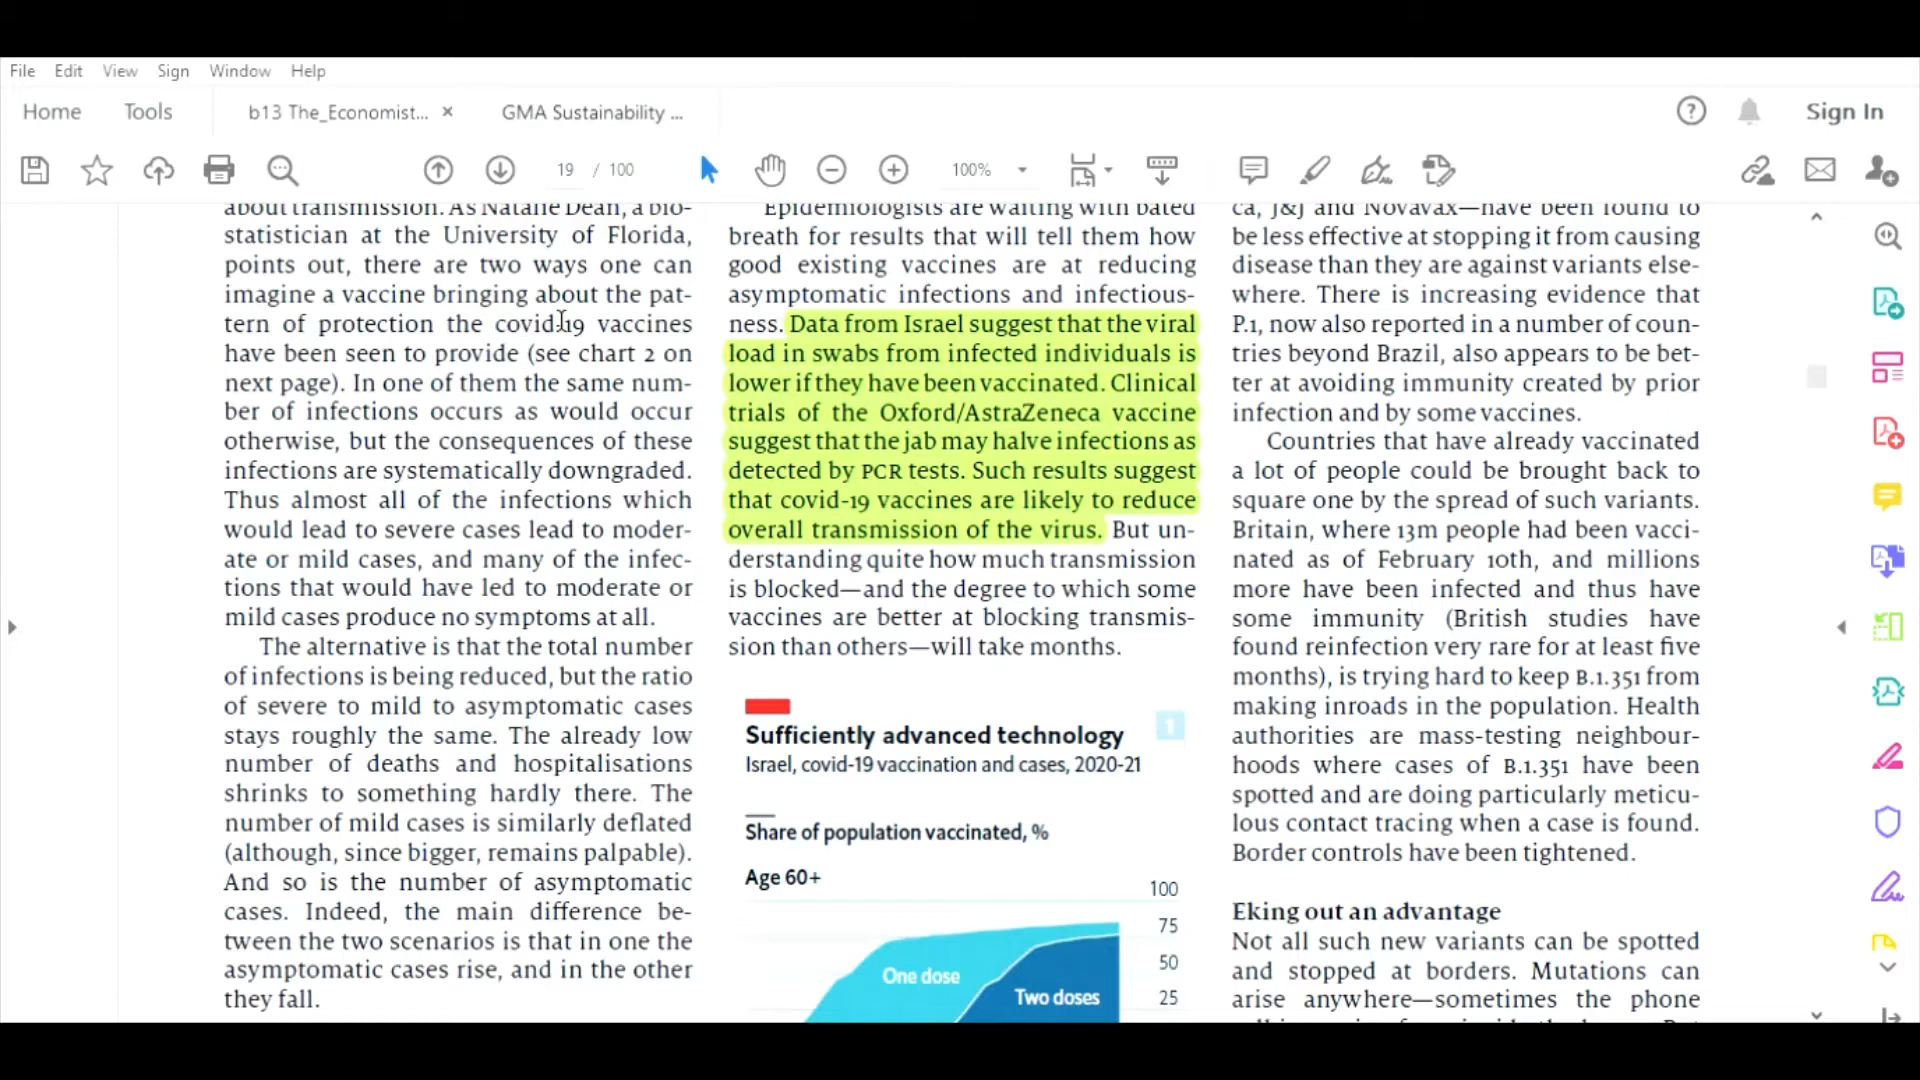 File Edit View Sign Window Help
Home Tools b13 The_Economist... × GMA Sustainability ... Sign In
19 / 100 100%
about transmission. As Natalie Dean, a bio-
statistician at the University of Florida,
points out, there are two ways one can
imagine a vaccine bringing about the pat-
tern of protection the covid-19 vaccines
have been seen to provide (see chart 2 on
next page). In one of them the same num-
ber of infections occurs as would occur
otherwise, but the consequences of these
infections are systematically downgraded.
Thus almost all of the infections which
would lead to severe cases lead to moder-
ate or mild cases, and many of the infec-
tions that would have led to moderate or
mild cases produce no symptoms at all.
The alternative is that the total number
of infections is being reduced, but the ratio
of severe to mild to asymptomatic cases
stays roughly the same. The already low
number of deaths and hospitalisations
shrinks to something hardly there. The
number of mild cases is similarly deflated
(although, since bigger, remains palpable).
And so is the number of asymptomatic
cases. Indeed, the main difference be-
tween the two scenarios is that in one the
asymptomatic cases rise, and in the other
they fall.
Epidemiologists are waiting with bated
breath for results that will tell them how
good existing vaccines are at reducing
asymptomatic infections and infectious-
ness. Data from Israel suggest that the viral
load in swabs from infected individuals is
lower if they have been vaccinated. Clinical
trials of the Oxford/AstraZeneca vaccine
suggest that the jab may halve infections as
detected by PCR tests. Such results suggest
that covid-19 vaccines are likely to reduce
overall transmission of the virus. But un-
derstanding quite how much transmission
is blocked—and the degree to which some
vaccines are better at blocking transmis-
sion than others—will take months.
Sufficiently advanced technology 1
Israel, covid-19 vaccination and cases, 2020-21
Share of population vaccinated, %
Age 60+
100
75
50
25
One dose
Two doses
ca, J&J and Novavax—have been found to
be less effective at stopping it from causing
disease than they are against variants else-
where. There is increasing evidence that
P.1, now also reported in a number of coun-
tries beyond Brazil, also appears to be bet-
ter at avoiding immunity created by prior
infection and by some vaccines.
Countries that have already vaccinated
a lot of people could be brought back to
square one by the spread of such variants.
Britain, where 13m people had been vacci-
nated as of February 10th, and millions
more have been infected and thus have
some immunity (British studies have
found reinfection very rare for at least five
months), is trying hard to keep B.1.351 from
making inroads in the population. Health
authorities are mass-testing neighbour-
hoods where cases of B.1.351 have been
spotted and are doing particularly meticu-
lous contact tracing when a case is found.
Border controls have been tightened.
Eking out an advantage
Not all such new variants can be spotted
and stopped at borders. Mutations can
arise anywhere—sometimes the phone